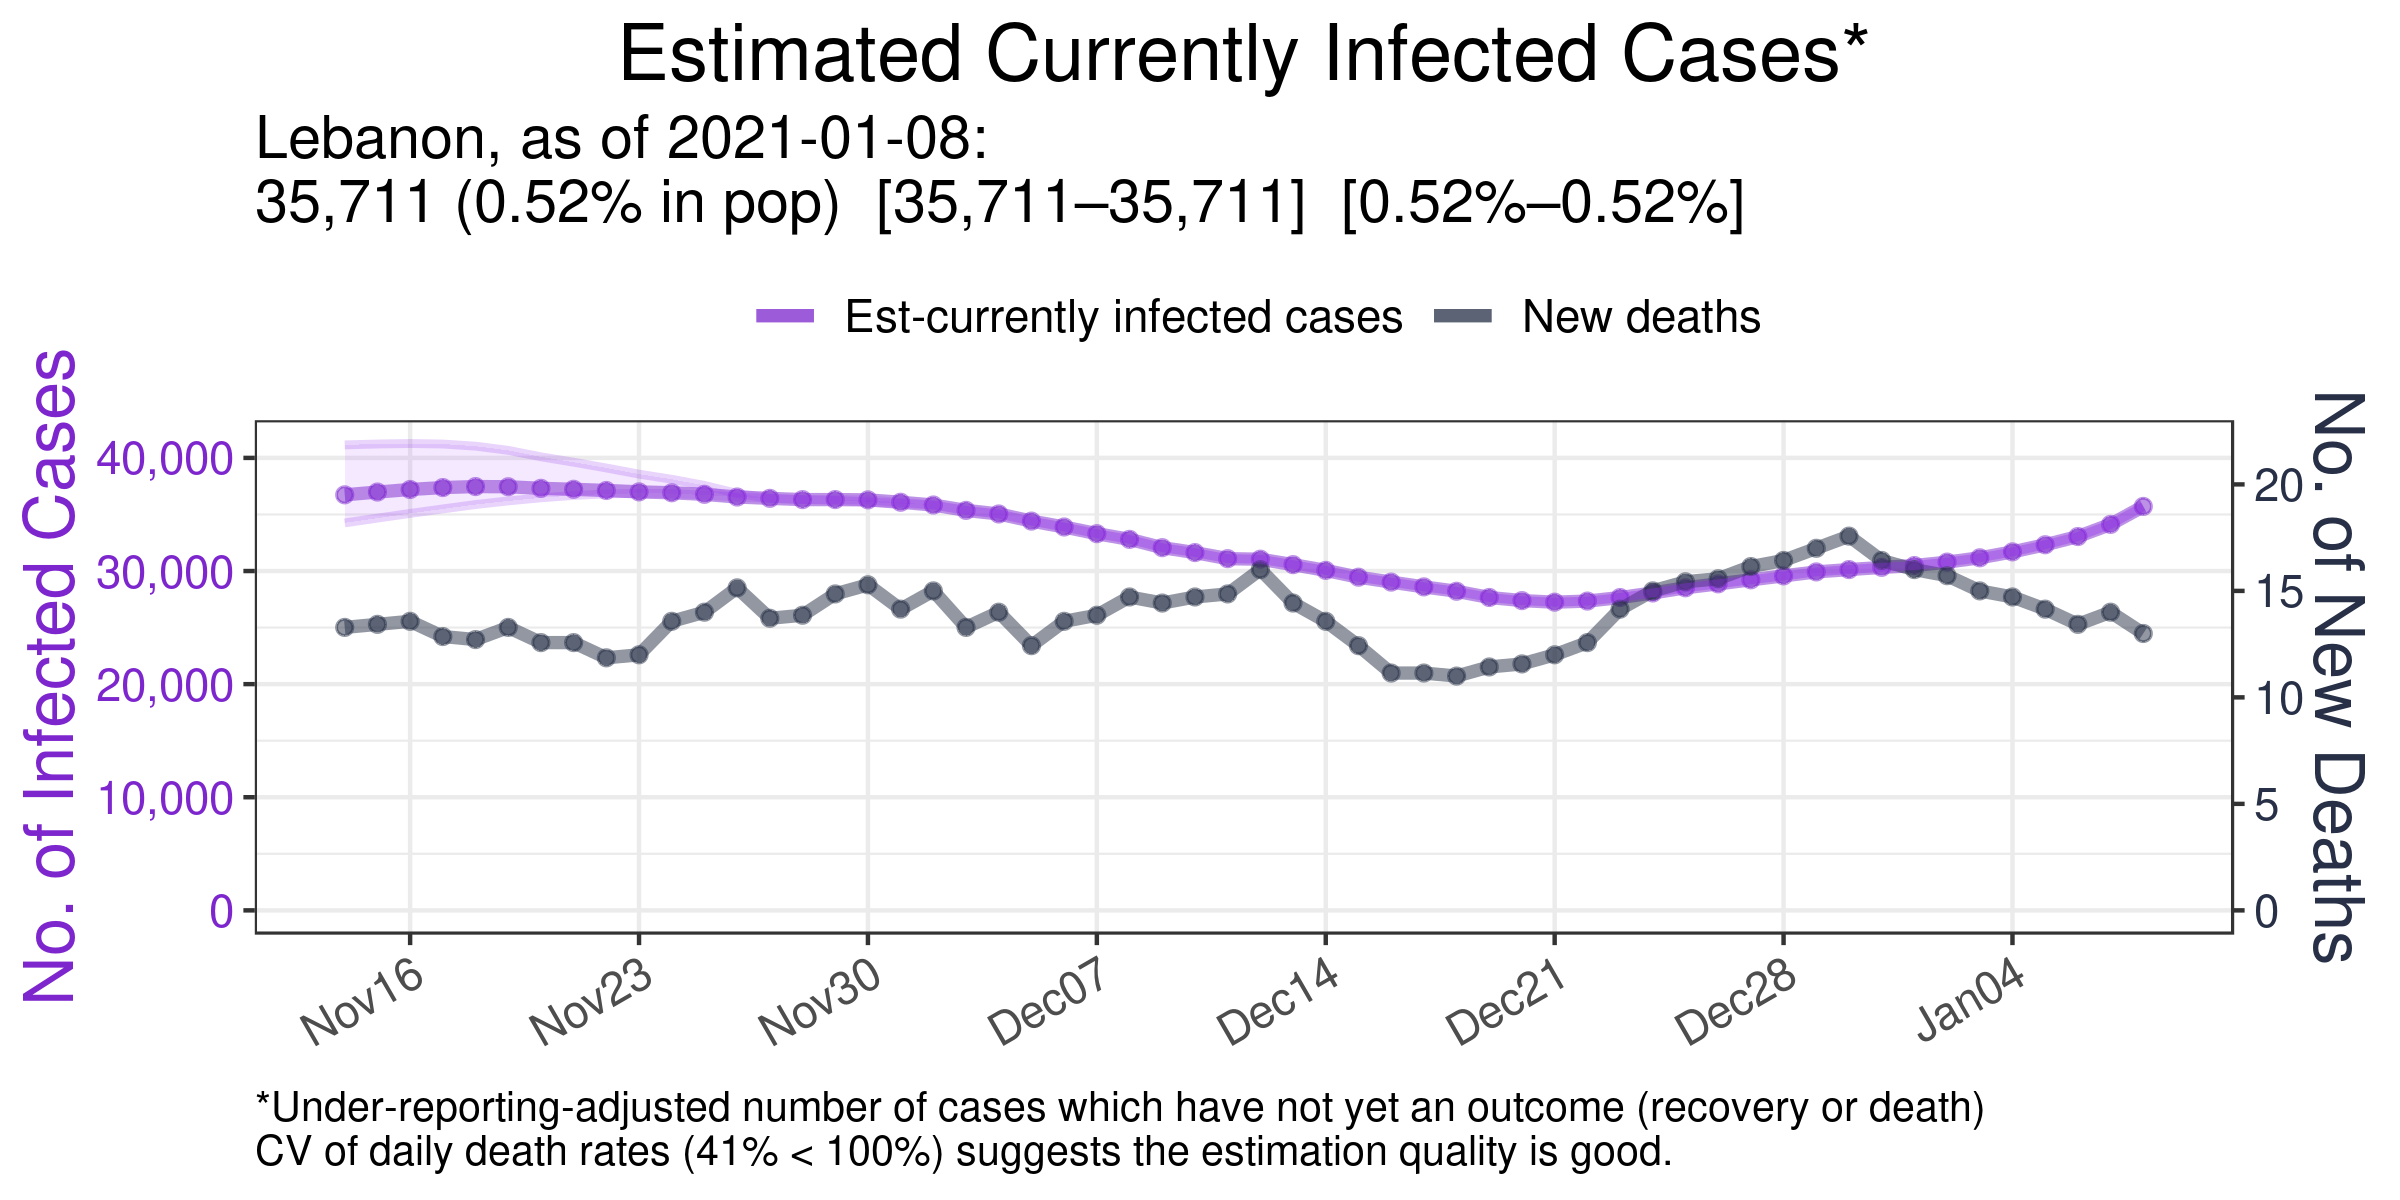 Estimated Currently Infected Cases*
Lebanon, as of 2021-01-08:
35,711 (0.52% in pop) [35,711–35,711] [0.52%–0.52%]
Est-currently infected cases
New deaths
No. of Infected Cases
40,000
30,000
20,000
10,000
0
No. of New Deaths
20
15
10
5
0
Nov16
Nov23
Nov30
Dec07
Dec14
Dec21
Dec28
Jan04
*Under-reporting-adjusted number of cases which have not yet an outcome (recovery or death)
CV of daily death rates (41% < 100%) suggests the estimation quality is good.